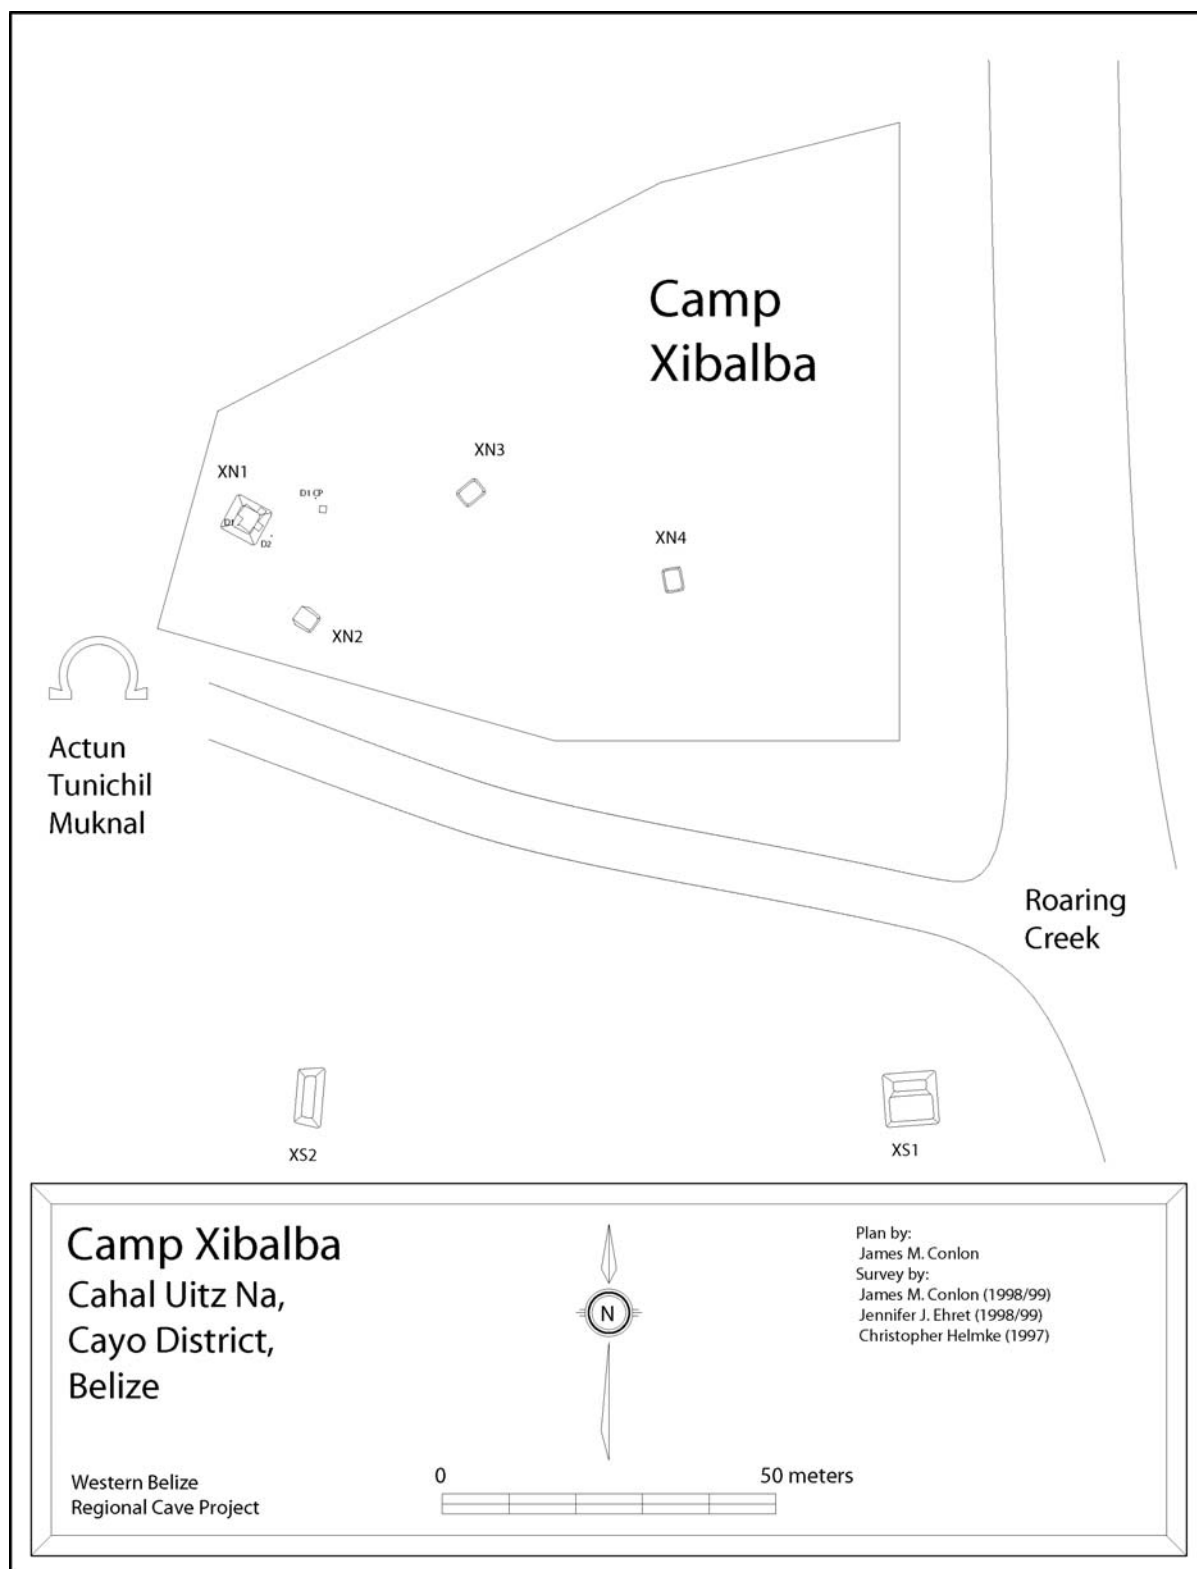 Camp
Xibalba
XN3
XN1
D1 CP
D1
D2
XN4
XN2
Actun
Tunichil
Muknal
Roaring
Creek
XS2
XS1
Camp Xibalba
Cahal Uitz Na,
Cayo District,
Belize
Western Belize
Regional Cave Project
N
0 50 meters
Plan by:
James M. Conlon
Survey by:
James M. Conlon (1998/99)
Jennifer J. Ehret (1998/99)
Christopher Helmke (1997)